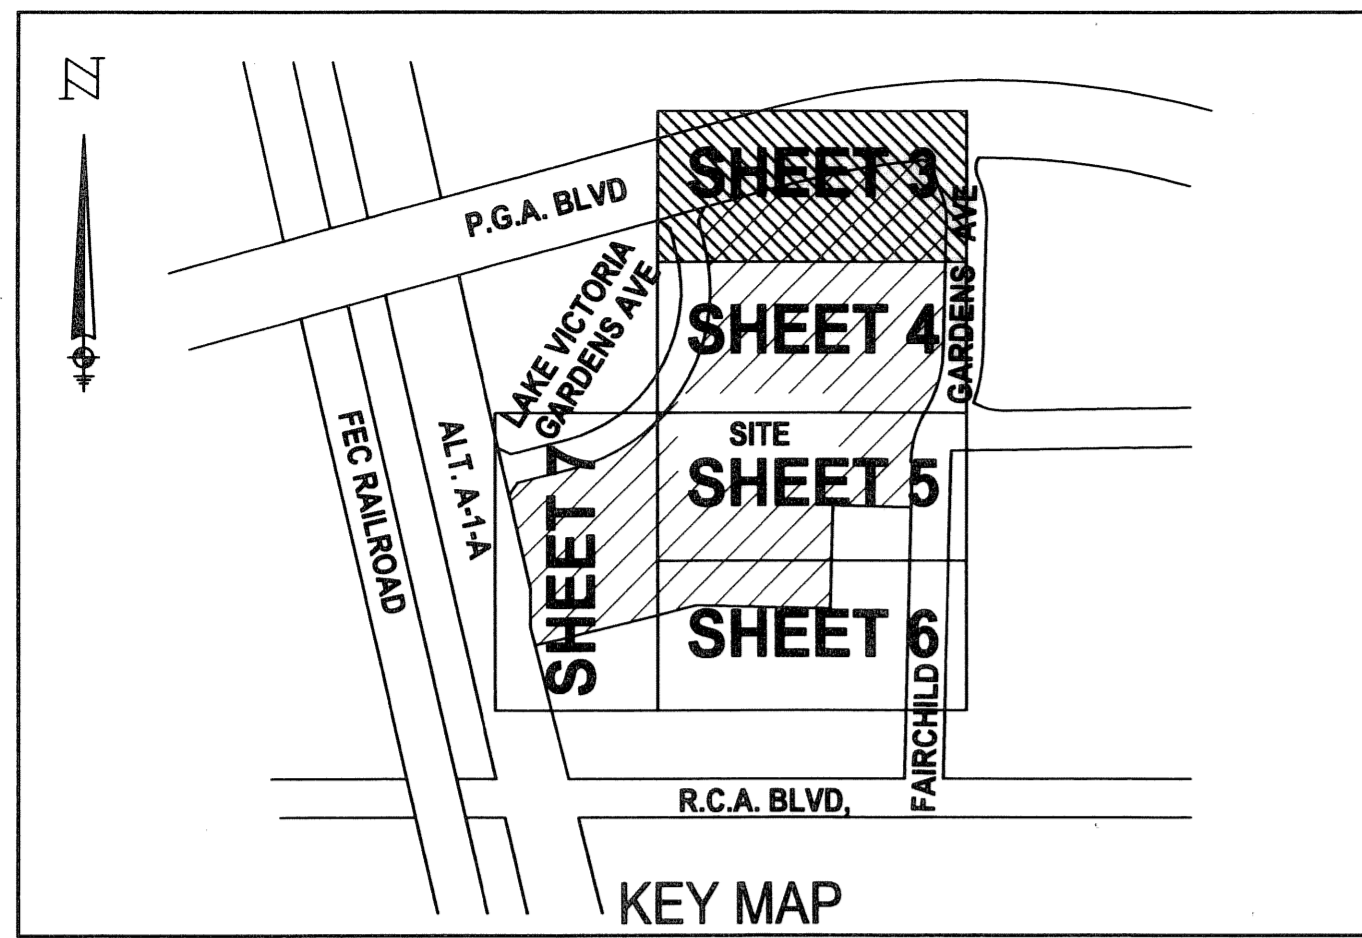 N
P.G.A. BLVD
SHEET 3
LAKE VICTORIA
GARDENS AVE
GARDENS AVE
SHEET 4
FEC RAILROAD
ALT. A-1-A
SITE
SHEET 5
SHEET 7
SHEET 6
FAIRCHILD
R.C.A. BLVD,
KEY MAP